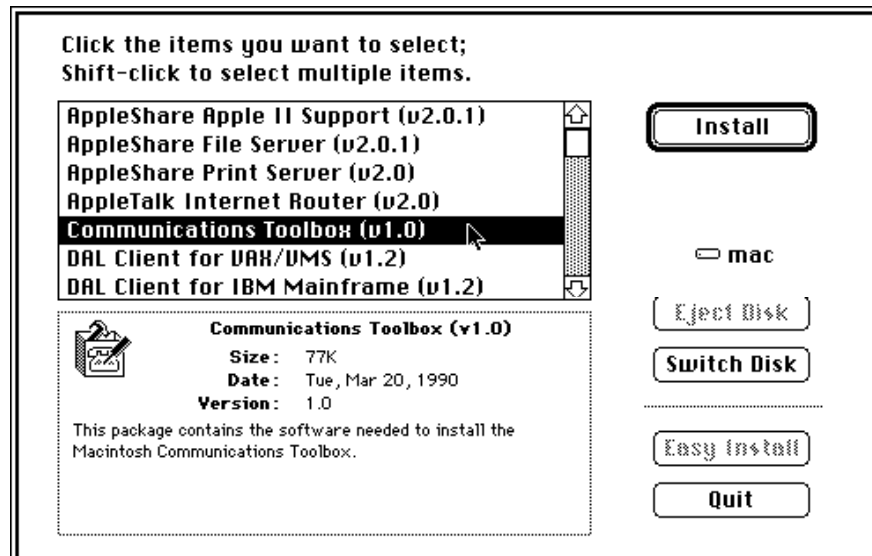 Click the items you want to select;
Shift-click to select multiple items.
AppleShare Apple II Support (v2.0.1)
AppleShare File Server (v2.0.1)
AppleShare Print Server (v2.0)
AppleTalk Internet Router (v2.0)
Communications Toolbox (v1.0)
DAL Client for VAX/VMS (v1.2)
DAL Client for IBM Mainframe (v1.2)
Install
mac
Eject Disk
Switch Disk
Easy Install
Quit
Communications Toolbox (v1.0)
Size: 77K
Date: Tue, Mar 20, 1990
Version: 1.0
This package contains the software needed to install the
Macintosh Communications Toolbox.